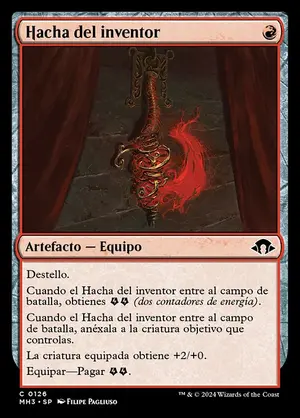 Hacha del inventor
Artefacto — Equipo
Destello.
Cuando el Hacha del inventor entre al campo de
batalla, obtienes (dos contadores de energía).
Cuando el Hacha del inventor entre al campo
de batalla, anéxala a la criatura objetivo que
controlas.
La criatura equipada obtiene +2/+0.
Equipar—Pagar .
C 0126
MH3 • SP Filipe Pagliuso
™ & © 2024 Wizards of the Coast